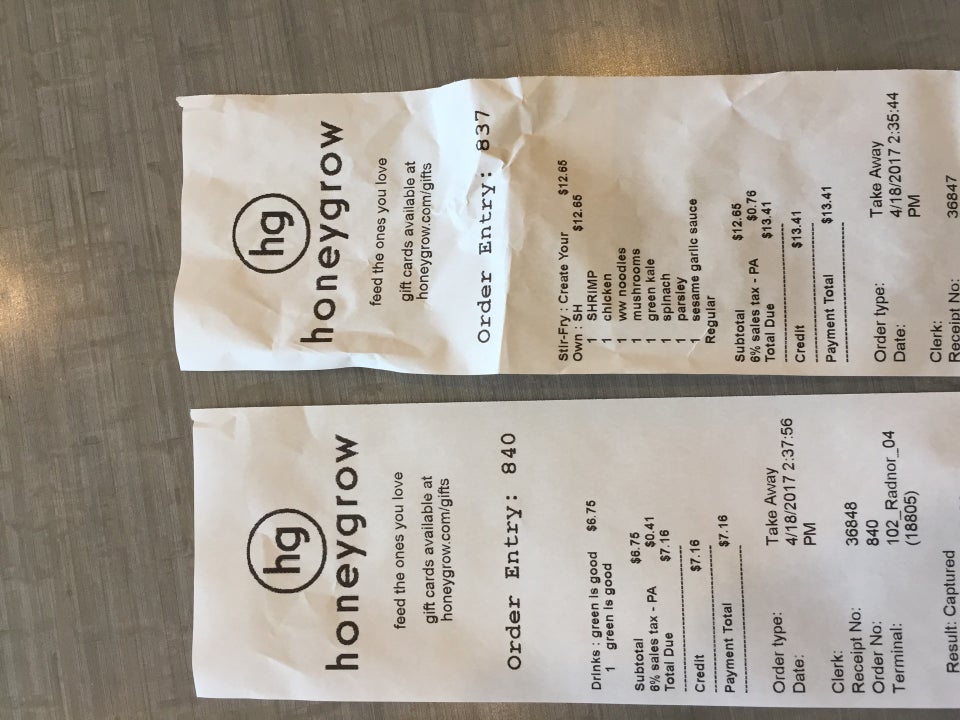 hg
honeygrow
feed the ones you love
gift cards available at
honeygrow.com/gifts
Order Entry: 837
Stir-Fry : Create Your $12.65
Own : SH $12.65
1 SHRIMP
1 chicken
1 ww noodles
1 mushrooms
1 green kale
1 spinach
1 parsley
1 sesame garlic sauce
Regular
Subtotal $12.65
6% sales tax - PA $0.76
Total Due $13.41
Credit $13.41
Payment Total $13.41
Order type: Take Away
Date: 4/18/2017 2:35:44
PM
Clerk:
Receipt No: 36847
hg
honeygrow
feed the ones you love
gift cards available at
honeygrow.com/gifts
Order Entry: 840
Drinks : green is good $6.75
1 green is good
Subtotal $6.75
6% sales tax - PA $0.41
Total Due $7.16
Credit $7.16
Payment Total $7.16
Order type: Take Away
Date: 4/18/2017 2:37:56
PM
Clerk:
Receipt No: 36848
Order No: 840
Terminal: 102_Radnor_04
(18805)
Result: Captured